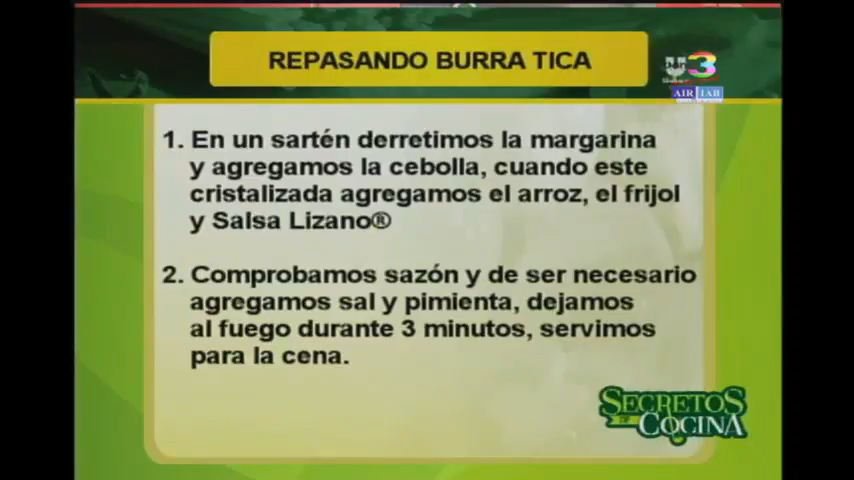 REPASANDO BURRA TICA
3
AIR TAB
1. En un sartén derretimos la margarina
y agregamos la cebolla, cuando este
cristalizada agregamos el arroz, el frijol
y Salsa Lizano®
2. Comprobamos sazón y de ser necesario
agregamos sal y pimienta, dejamos
al fuego durante 3 minutos, servimos
para la cena.
SECRETOS
DE COCINA